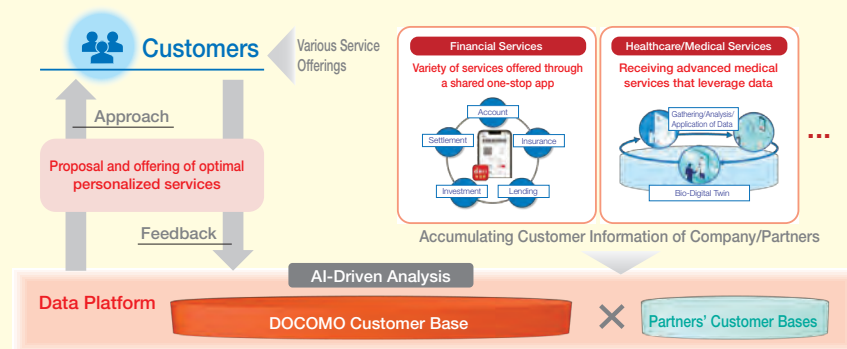 Customers
Various Service
Offerings
Approach
Proposal and offering of optimal
personalized services
Feedback
Financial Services
Variety of services offered through
a shared one-stop app
Account
Settlement
Insurance
Investment
Lending
Healthcare/Medical Services
Receiving advanced medical
services that leverage data
Gathering/Analysis/
Application of Data
Bio-Digital Twin
...
Accumulating Customer Information of Company/Partners
AI-Driven Analysis
Data Platform
DOCOMO Customer Base
×
Partners' Customer Bases